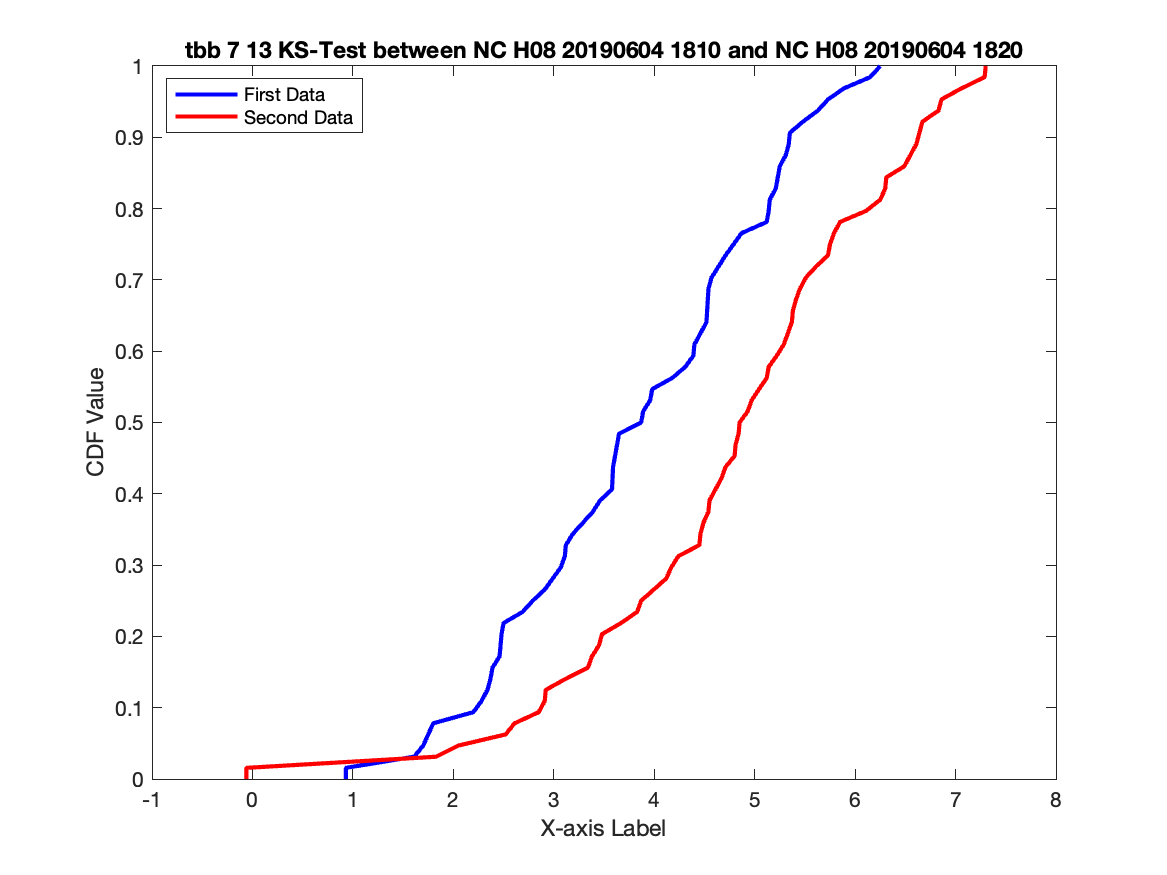 tbb 7 13 KS-Test between NC H08 20190604 1810 and NC H08 20190604 1820
First Data
Second Data
CDF Value
1
0.9
0.8
0.7
0.6
0.5
0.4
0.3
0.2
0.1
0
-1 0 1 2 3 4 5 6 7 8
X-axis Label